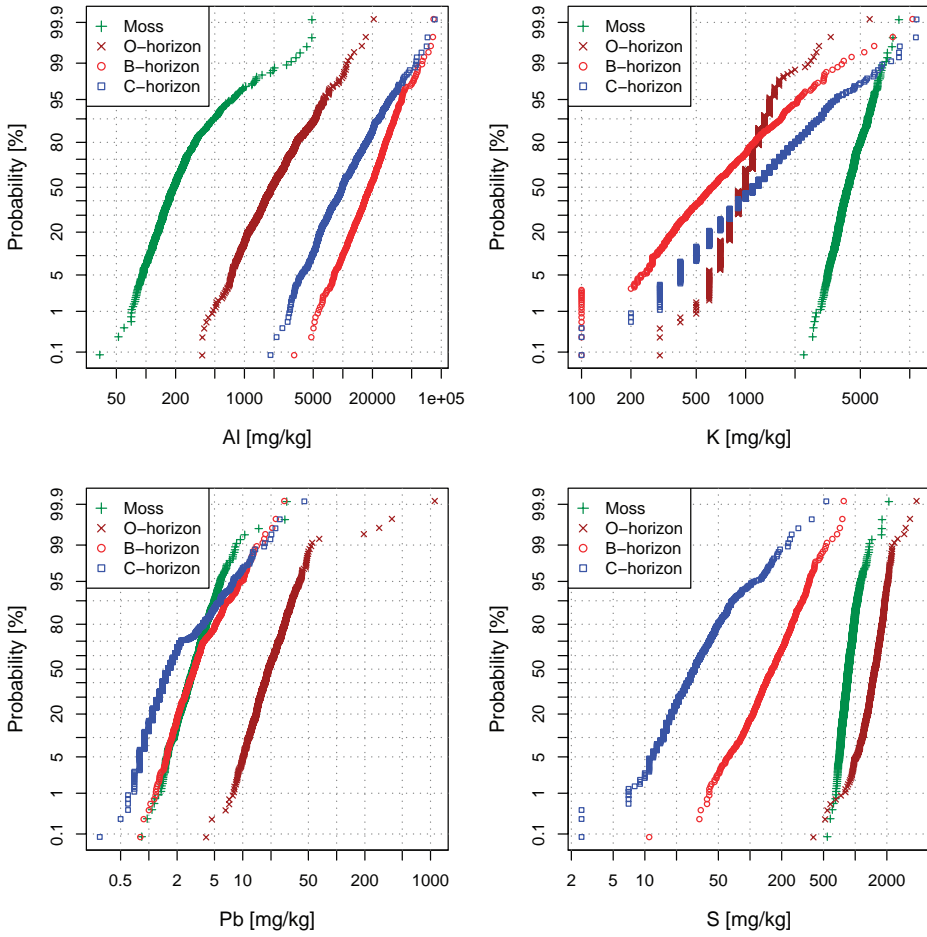 + Moss
× O−horizon
○ B−horizon
□ C−horizon
Probability [%]
99.9
99
95
80
50
20
5
1
0.1
50
200
1000
5000
20000
1e+05
Al [mg/kg]
+ Moss
× O−horizon
○ B−horizon
□ C−horizon
Probability [%]
99.9
99
95
80
50
20
5
1
0.1
100
200
500
1000
5000
K [mg/kg]
+ Moss
× O−horizon
○ B−horizon
□ C−horizon
Probability [%]
99.9
99
95
80
50
20
5
1
0.1
0.5
2
5
10
50
200
1000
Pb [mg/kg]
+ Moss
× O−horizon
○ B−horizon
□ C−horizon
Probability [%]
99.9
99
95
80
50
20
5
1
0.1
2
5
10
50
200
500
2000
S [mg/kg]